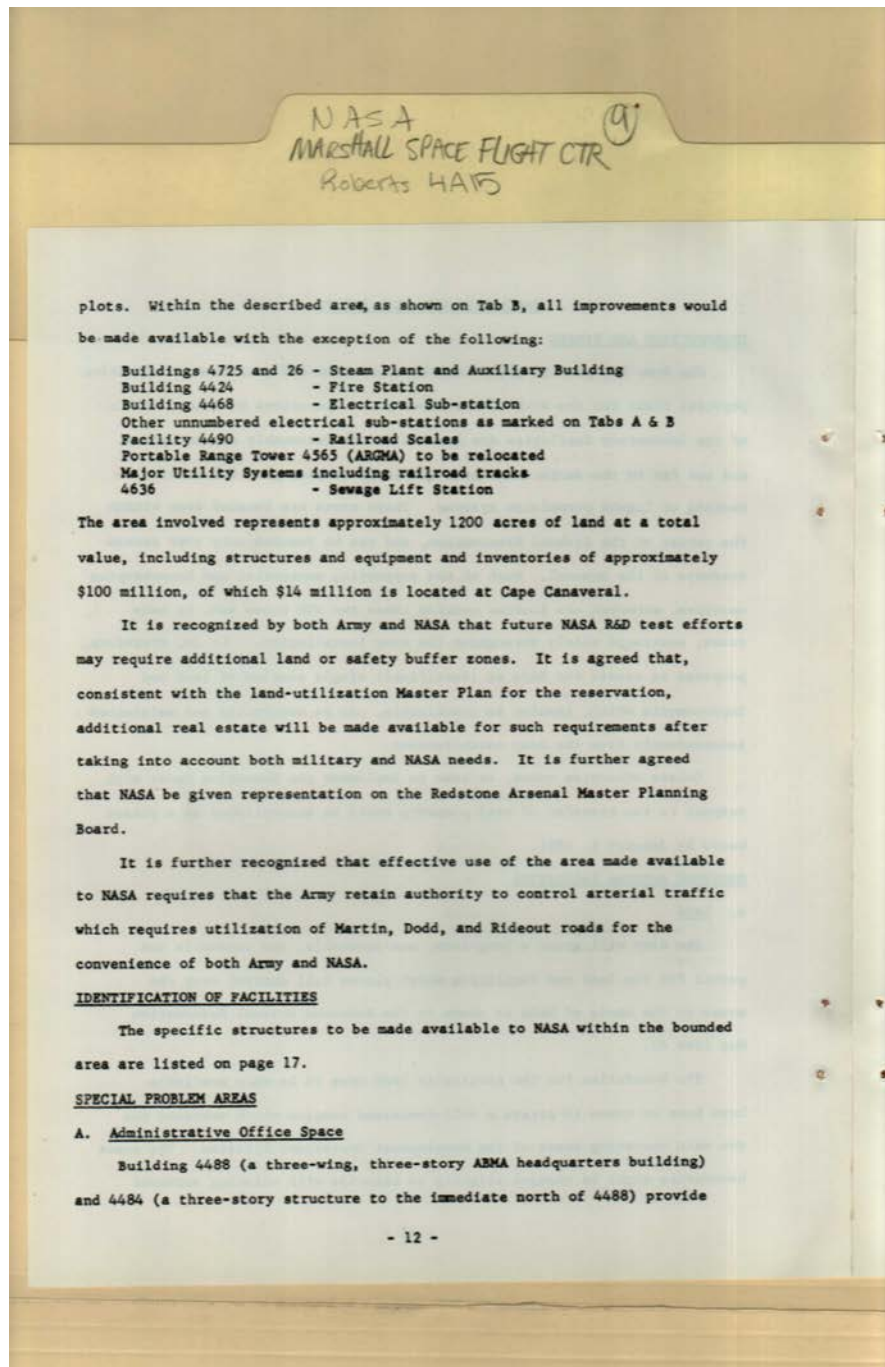 NASA
MARSHALL SPACE FLIGHT CTR
9
Roberts 4A15
plots. Within the described area, as shown on Tab B, all improvements would
be made available with the exception of the following:
Buildings 4725 and 26 - Steam Plant and Auxiliary Building
Building 4424 - Fire Station
Building 4468 - Electrical Sub-station
Other unnumbered electrical sub-stations as marked on Tabs A & B
Facility 4490 - Railroad Scales
Portable Range Tower 4565 (ARGMA) to be relocated
Major Utility Systems including railroad tracks
4636 - Sewage Lift Station
The area involved represents approximately 1200 acres of land at a total
value, including structures and equipment and inventories of approximately
$100 million, of which $14 million is located at Cape Canaveral.
It is recognized by both Army and NASA that future NASA R&D test efforts
may require additional land or safety buffer zones. It is agreed that,
consistent with the land-utilization Master Plan for the reservation,
additional real estate will be made available for such requirements after
taking into account both military and NASA needs. It is further agreed
that NASA be given representation on the Redstone Arsenal Master Planning
Board.
It is further recognized that effective use of the area made available
to NASA requires that the Army retain authority to control arterial traffic
which requires utilization of Martin, Dodd, and Rideout roads for the
convenience of both Army and NASA.
IDENTIFICATION OF FACILITIES
The specific structures to be made available to NASA within the bounded
area are listed on page 17.
SPECIAL PROBLEM AREAS
A. Administrative Office Space
Building 4488 (a three-wing, three-story ABMA headquarters building)
and 4484 (a three-story structure to the immediate north of 4488) provide
- 12 -